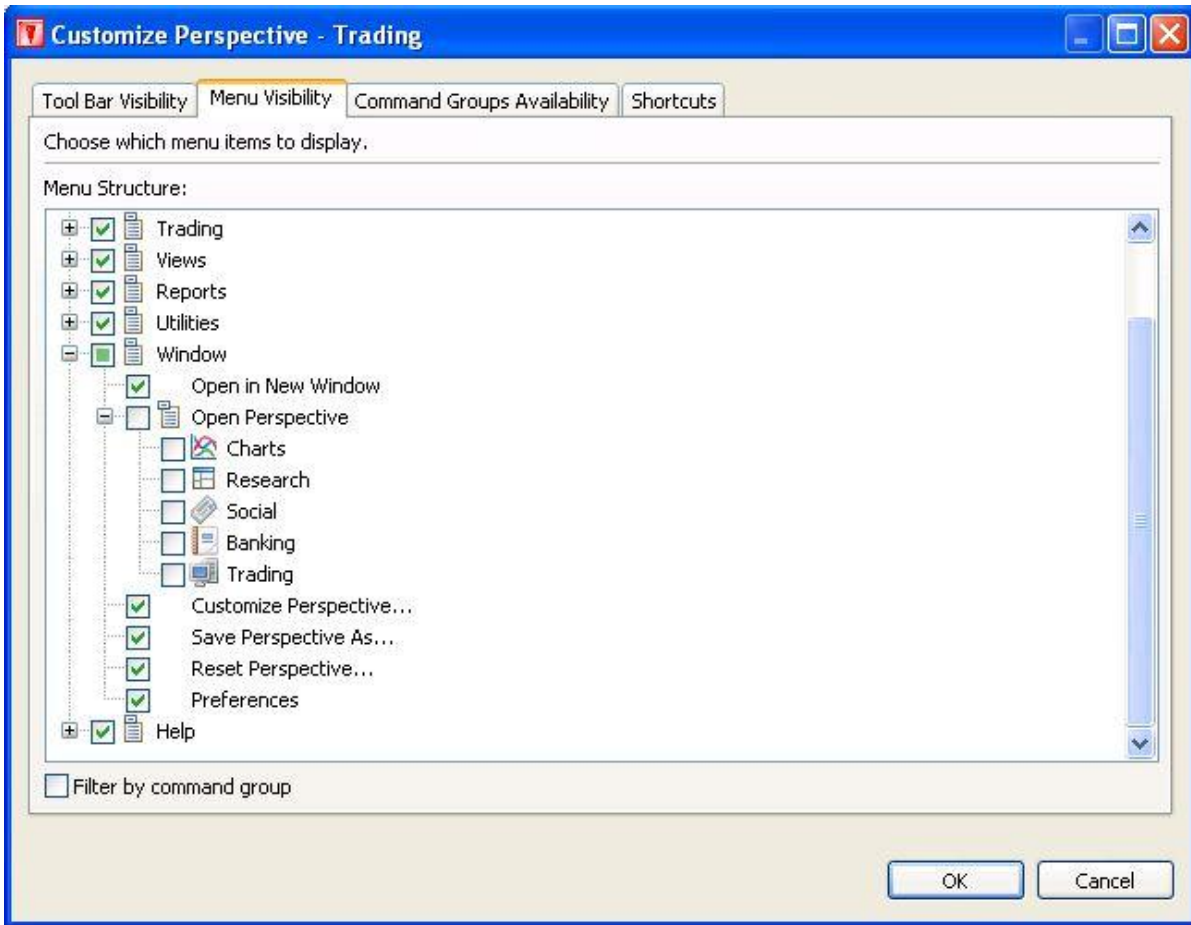 Customize Perspective - Trading
Tool Bar Visibility Menu Visibility Command Groups Availability Shortcuts
Choose which menu items to display.
Menu Structure:
Trading
Views
Reports
Utilities
Window
Open in New Window
Open Perspective
Charts
Research
Social
Banking
Trading
Customize Perspective...
Save Perspective As...
Reset Perspective...
Preferences
Help
Filter by command group
OK Cancel